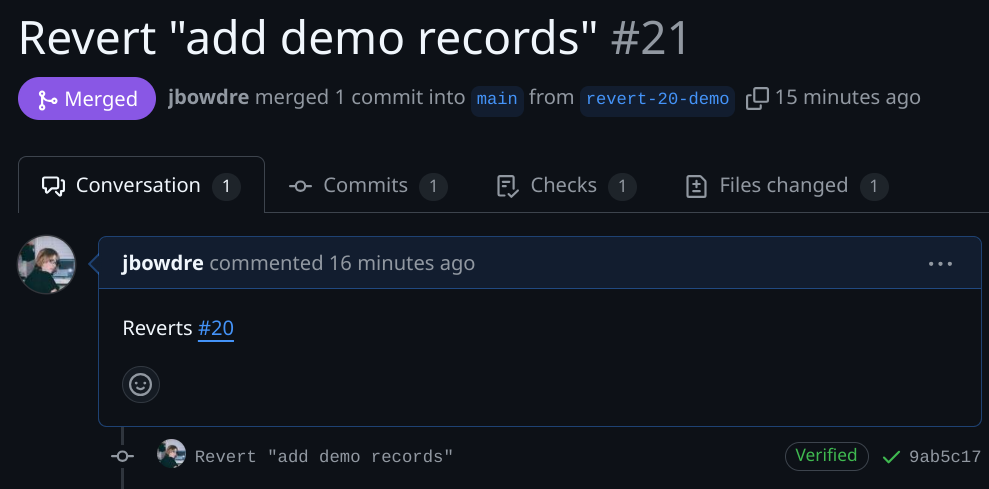 Revert "add demo records" #21
Merged jbowdre merged 1 commit into main from revert-20-demo 15 minutes ago
Conversation 1 Commits 1 Checks 1 Files changed 1
jbowdre commented 16 minutes ago
Reverts #20
Revert "add demo records" Verified 9ab5c17